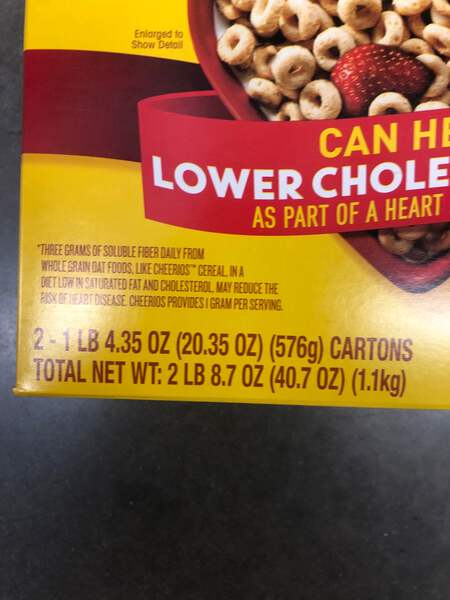 Enlarged to
Show Detail
CAN HE
LOWER CHOLE
AS PART OF A HEART
*THREE GRAMS OF SOLUBLE FIBER DAILY FROM
WHOLE GRAIN OAT FOODS, LIKE CHEERIOS™ CEREAL, IN A
DIET LOW IN SATURATED FAT AND CHOLESTEROL, MAY REDUCE THE
RISK OF HEART DISEASE. CHEERIOS PROVIDES 1 GRAM PER SERVING.
2 - 1 LB 4.35 OZ (20.35 OZ) (576g) CARTONS
TOTAL NET WT: 2 LB 8.7 OZ (40.7 OZ) (1.1kg)